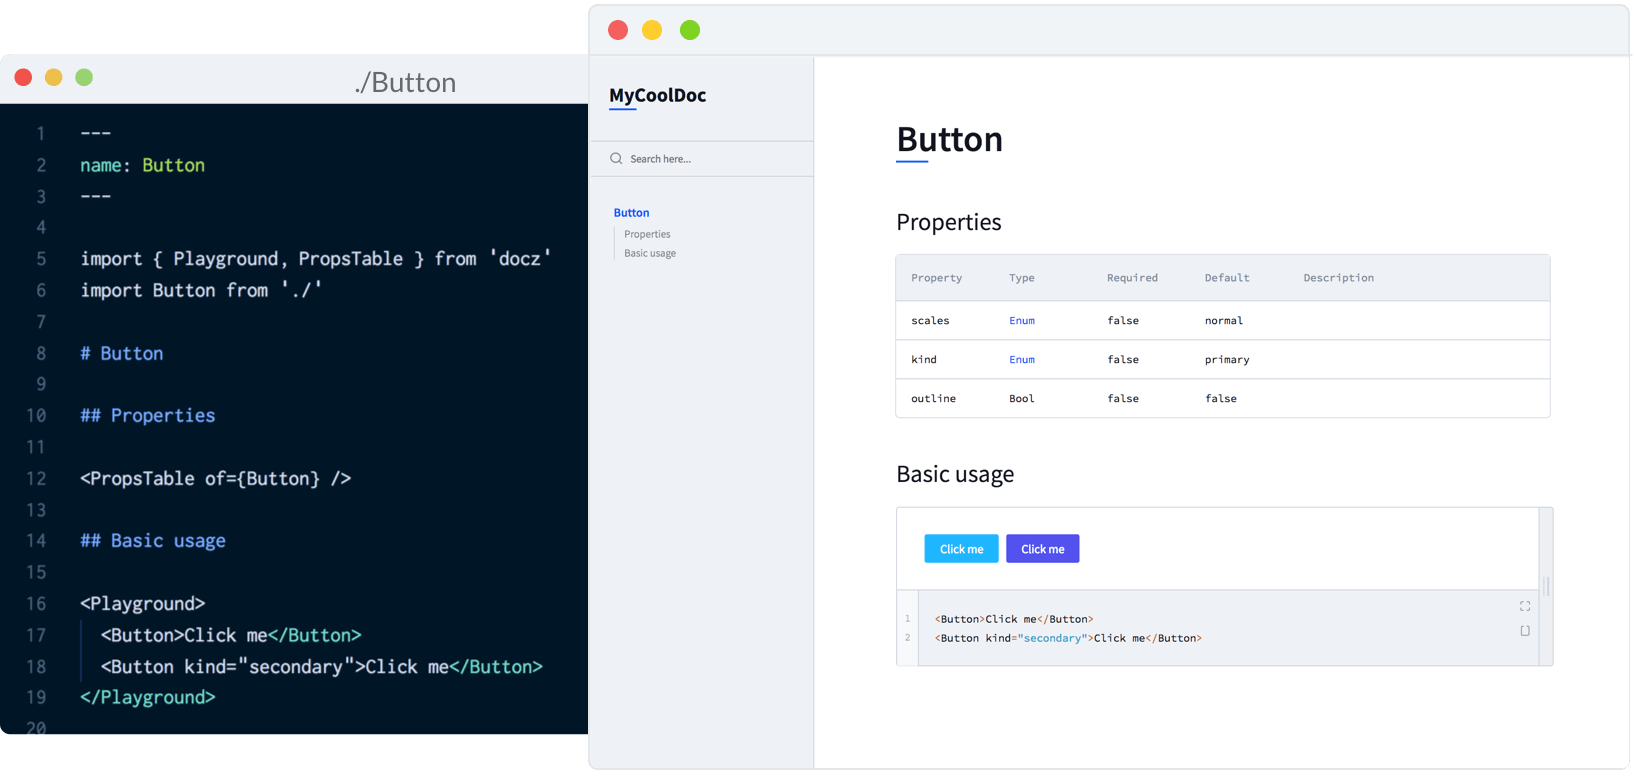 ./Button
1 ---
2 name: Button
3 ---
4
5 import { Playground, PropsTable } from 'docz'
6 import Button from './'
7
8 # Button
9
10 ## Properties
11
12 <PropsTable of={Button} />
13
14 ## Basic usage
15
16 <Playground>
17 <Button>Click me</Button>
18 <Button kind="secondary">Click me</Button>
19 </Playground>
20
MyCoolDoc
Search here...
Button
Properties
Basic usage
Button
Properties
Property Type Required Default Description
scales Enum false normal
kind Enum false primary
outline Bool false false
Basic usage
Click me Click me
1 <Button>Click me</Button>
2 <Button kind="secondary">Click me</Button>